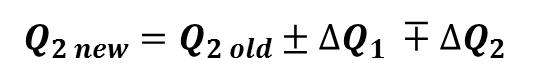 Q₂ ₙₑw = Q₂ ₒₗd ± ΔQ₁ ∓ ΔQ₂